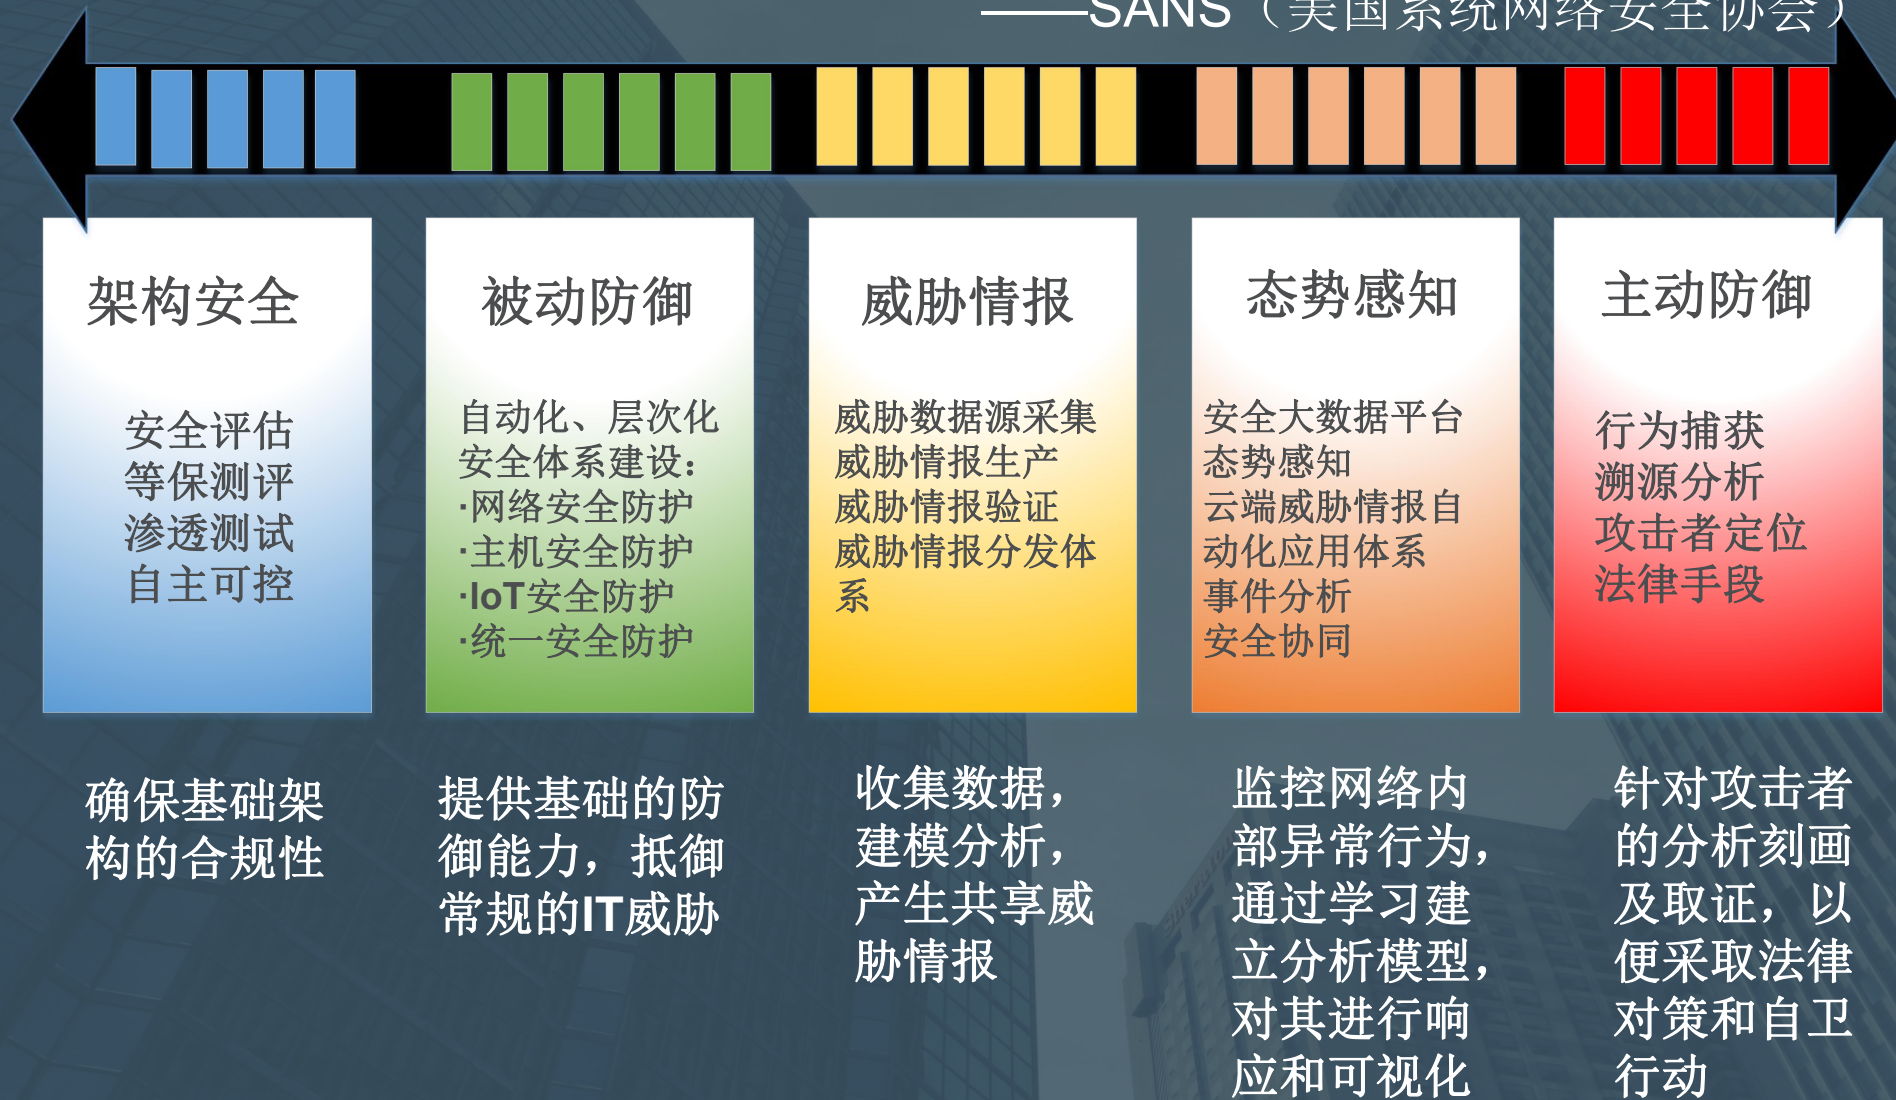 ——SANS（美国系统网络安全协会）
架构安全
安全评估
等保测评
渗透测试
自主可控
确保基础架
构的合规性
被动防御
自动化、层次化
安全体系建设：
·网络安全防护
·主机安全防护
·IoT安全防护
·统一安全防护
提供基础的防
御能力，抵御
常规的IT威胁
威胁情报
威胁数据源采集
威胁情报生产
威胁情报验证
威胁情报分发体
系
收集数据，
建模分析，
产生共享威
胁情报
态势感知
安全大数据平台
态势感知
云端威胁情报自
动化应用体系
事件分析
安全协同
监控网络内
部异常行为，
通过学习建
立分析模型，
对其进行响
应和可视化
主动防御
行为捕获
溯源分析
攻击者定位
法律手段
针对攻击者
的分析刻画
及取证，以
便采取法律
对策和自卫
行动